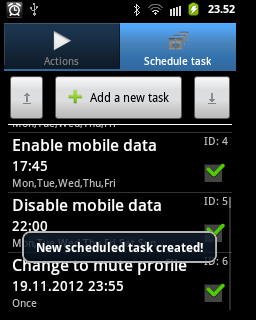 23.52
Actions
Schedule task
Add a new task
Mon,Tue,Wed,Thu,Fri
Enable mobile data
ID: 4
17:45
Mon,Tue,Wed,Thu,Fri
Disable mobile data
ID: 5
22:00
New scheduled task created!
Change to mute profile
ID: 6
19.11.2012 23:55
Once